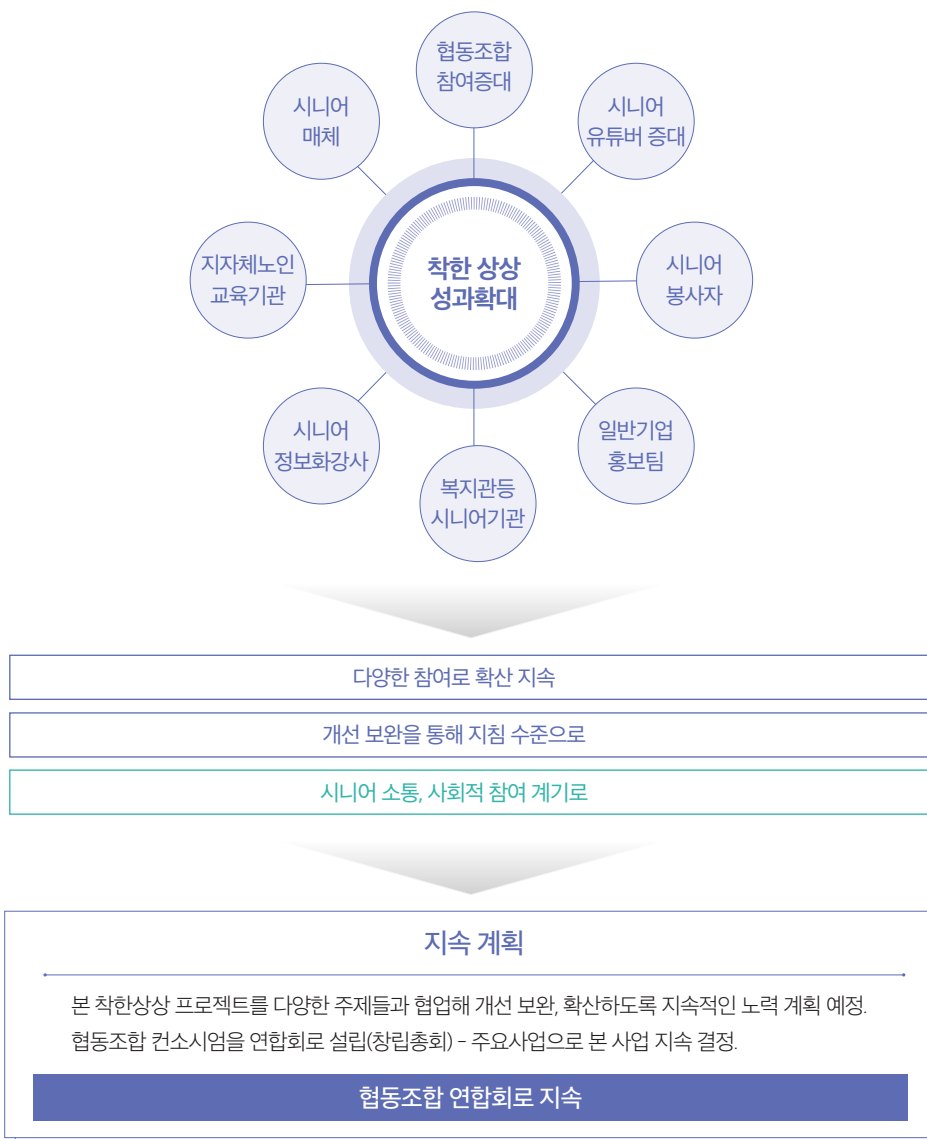 협동조합
참여증대
시니어
유튜버 증대
시니어
봉사자
일반기업
홍보팀
복지관등
시니어기관
시니어
정보화강사
지자체노인
교육기관
시니어
매체
착한 상상
성과확대
다양한 참여로 확산 지속
개선 보완을 통해 지침 수준으로
시니어 소통, 사회적 참여 계기로
지속 계획
본 착한상상 프로젝트를 다양한 주제들과 협업해 개선 보완, 확산하도록 지속적인 노력 계획 예정.
협동조합 컨소시엄을 연합회로 설립(창립총회) – 주요사업으로 본 사업 지속 결정.
협동조합 연합회로 지속